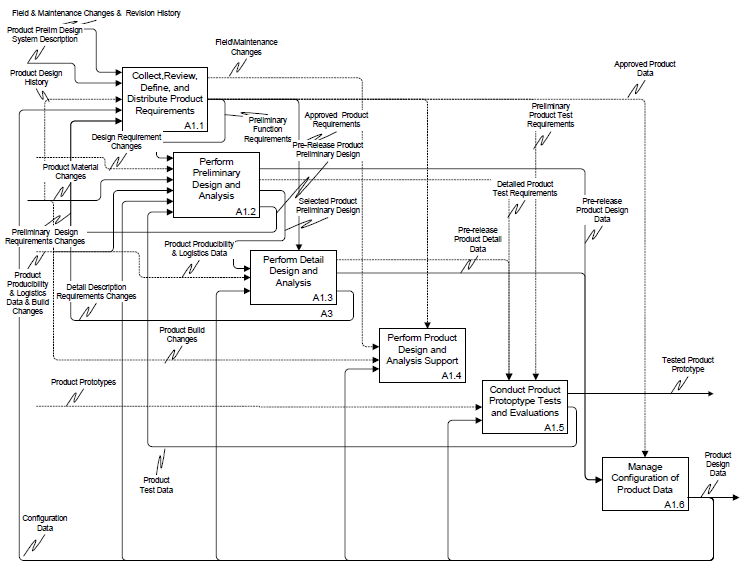 Field & Maintenance Changes & Revision History
Product Prelim Design
System Description
Product Design
History
Field\Maintenance
Changes
Collect,Review,
Define, and
Distribute Product
Requirements
A1.1
Approved Product
Data
Preliminary
Product Test
Requirements
Preliminary
Function
Requirements
Approved Product
Requirements
Pre-Release Product
Preliminary Design
Design Requirement
Changes
Perform
Preliminary
Design and
Analysis
A1.2
Product Material
Changes
Detailed Product
Test Requirements
Selected Product
Preliminary Design
Pre-release
Product Design
Data
Preliminary Design
Requirements Changes
Product Producibility
& Logistics Data
Pre-release
Product Detail
Data
Perform Detail
Design and
Analysis
A1.3
A3
Product
Producibility
& Logistics
Data & Build
Changes
Detail Description
Requirements Changes
Product Build
Changes
Perform Product
Design and
Analysis Support
A1.4
Tested Product
Prototype
Product Prototypes
Conduct Product
Protoptype Tests
and Evaluations
A1.5
Product
Test Data
Manage
Configuration of
Product Data
A1.6
Product
Design
Data
Configuration
Data